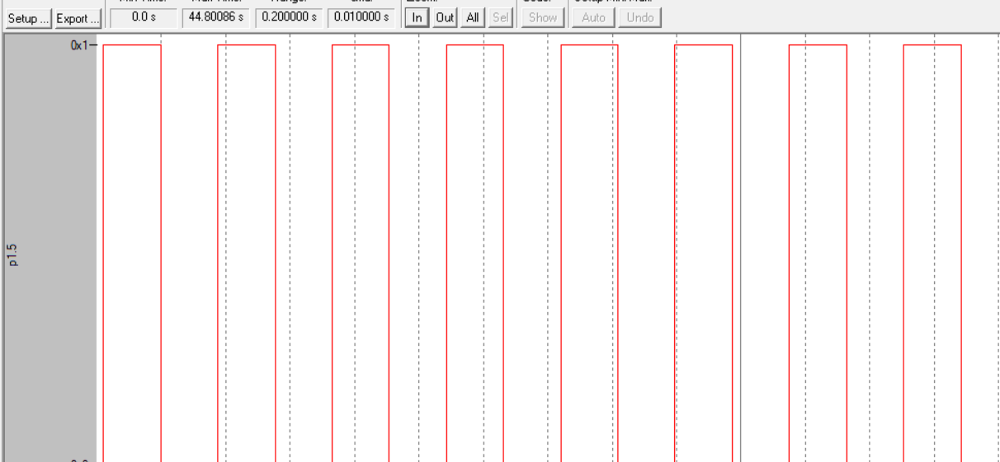 Setup ... Export ... 0.0 s 44.80086 s 0.200000 s 0.010000 s In Out All Sel Show Auto Undo
0x1
p1.5